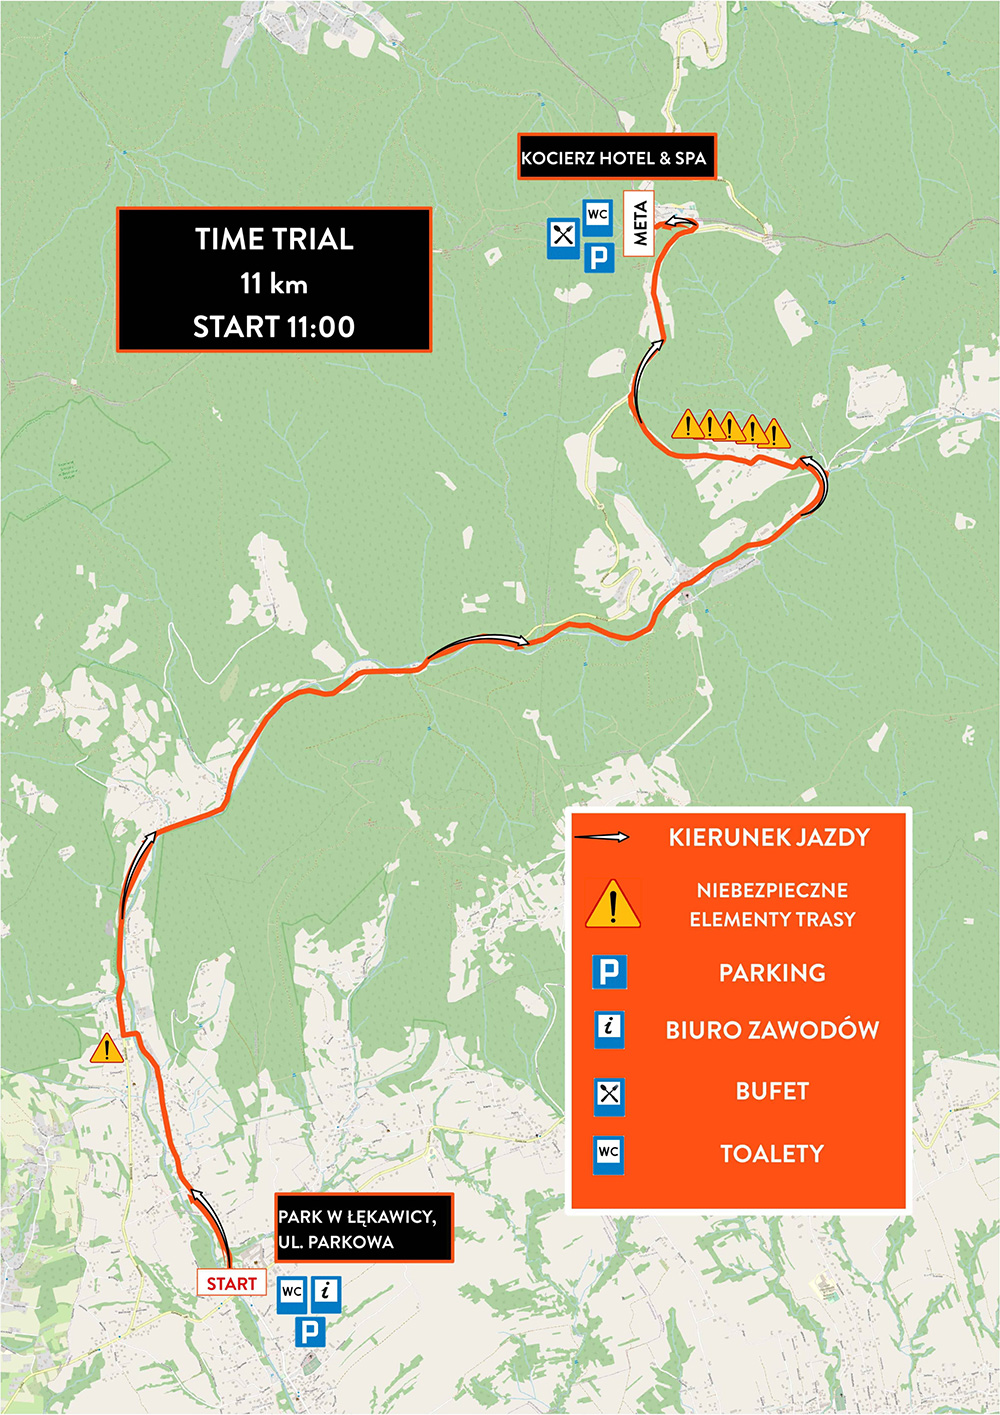 KOCIERZ HOTEL & SPA
WC
P
META
TIME TRIAL
11 km
START 11:00
KIERUNEK JAZDY
NIEBEZPIECZNE
ELEMENTY TRASY
P
PARKING
i
BIURO ZAWODÓW
BUFET
WC
TOALETY
PARK W ŁĘKAWICY,
UL. PARKOWA
START
WC
i
P